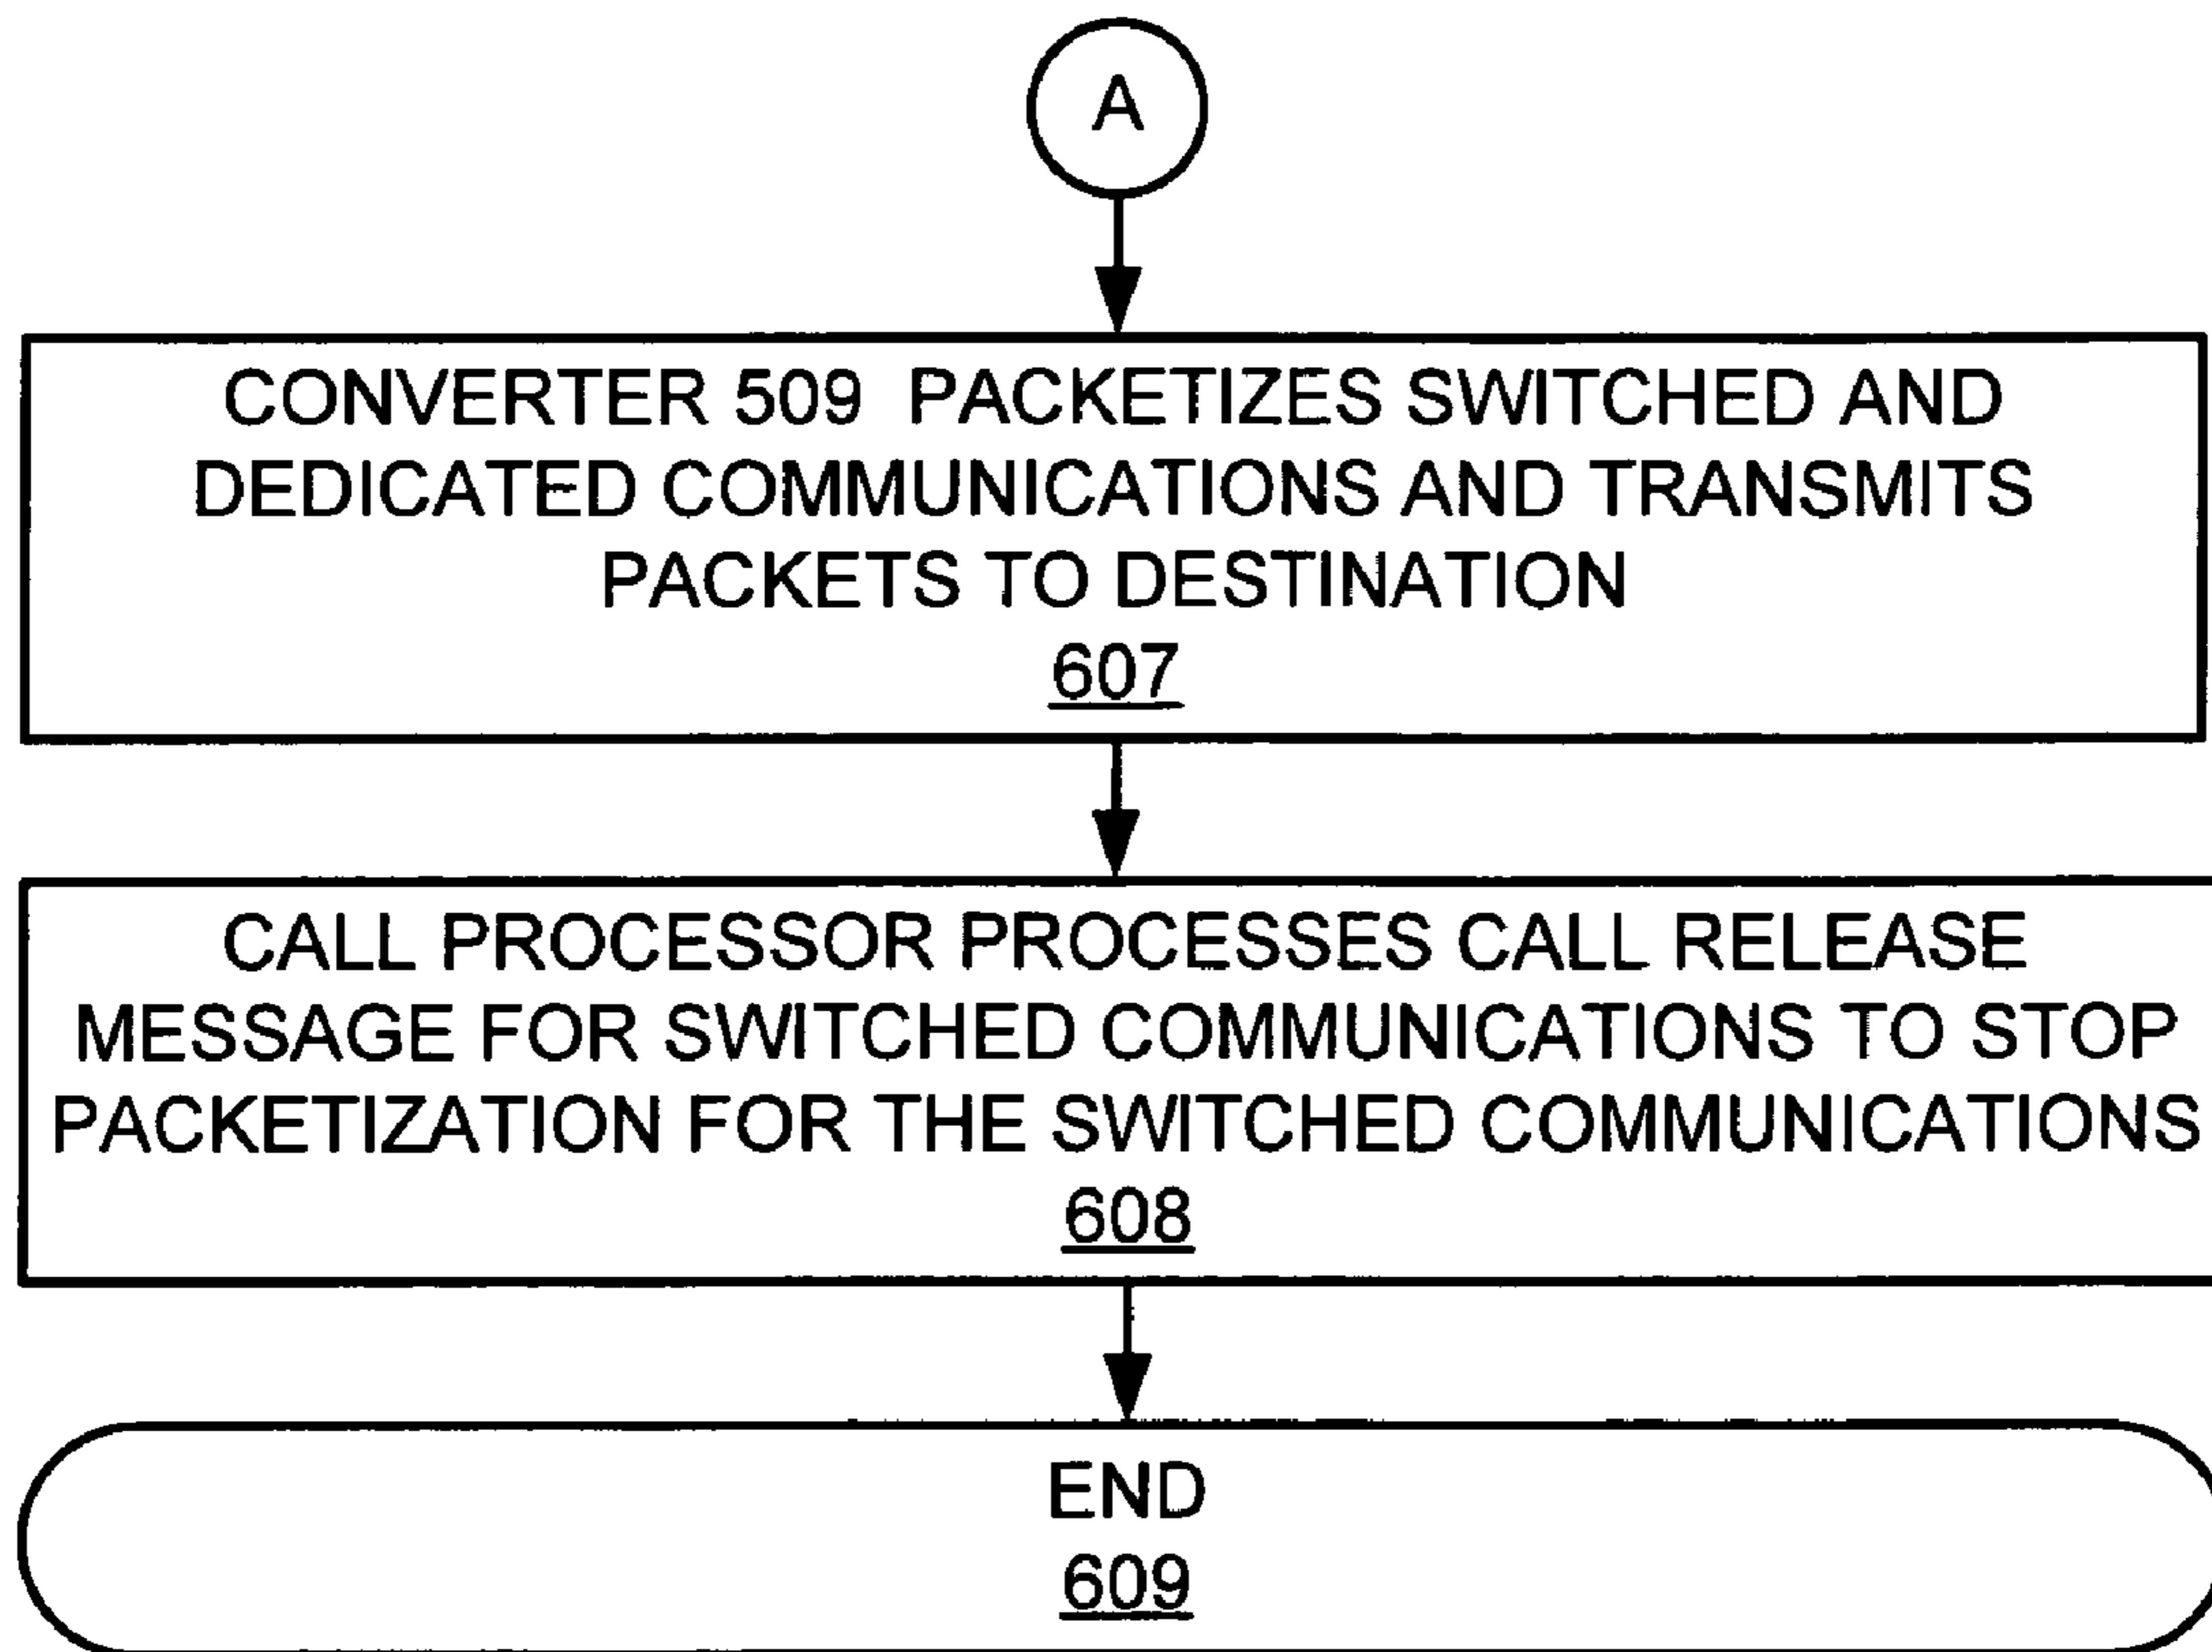 A
CONVERTER 509 PACKETIZES SWITCHED AND
DEDICATED COMMUNICATIONS AND TRANSMITS
PACKETS TO DESTINATION
607
CALL PROCESSOR PROCESSES CALL RELEASE
MESSAGE FOR SWITCHED COMMUNICATIONS TO STOP
PACKETIZATION FOR THE SWITCHED COMMUNICATIONS
608
END
609